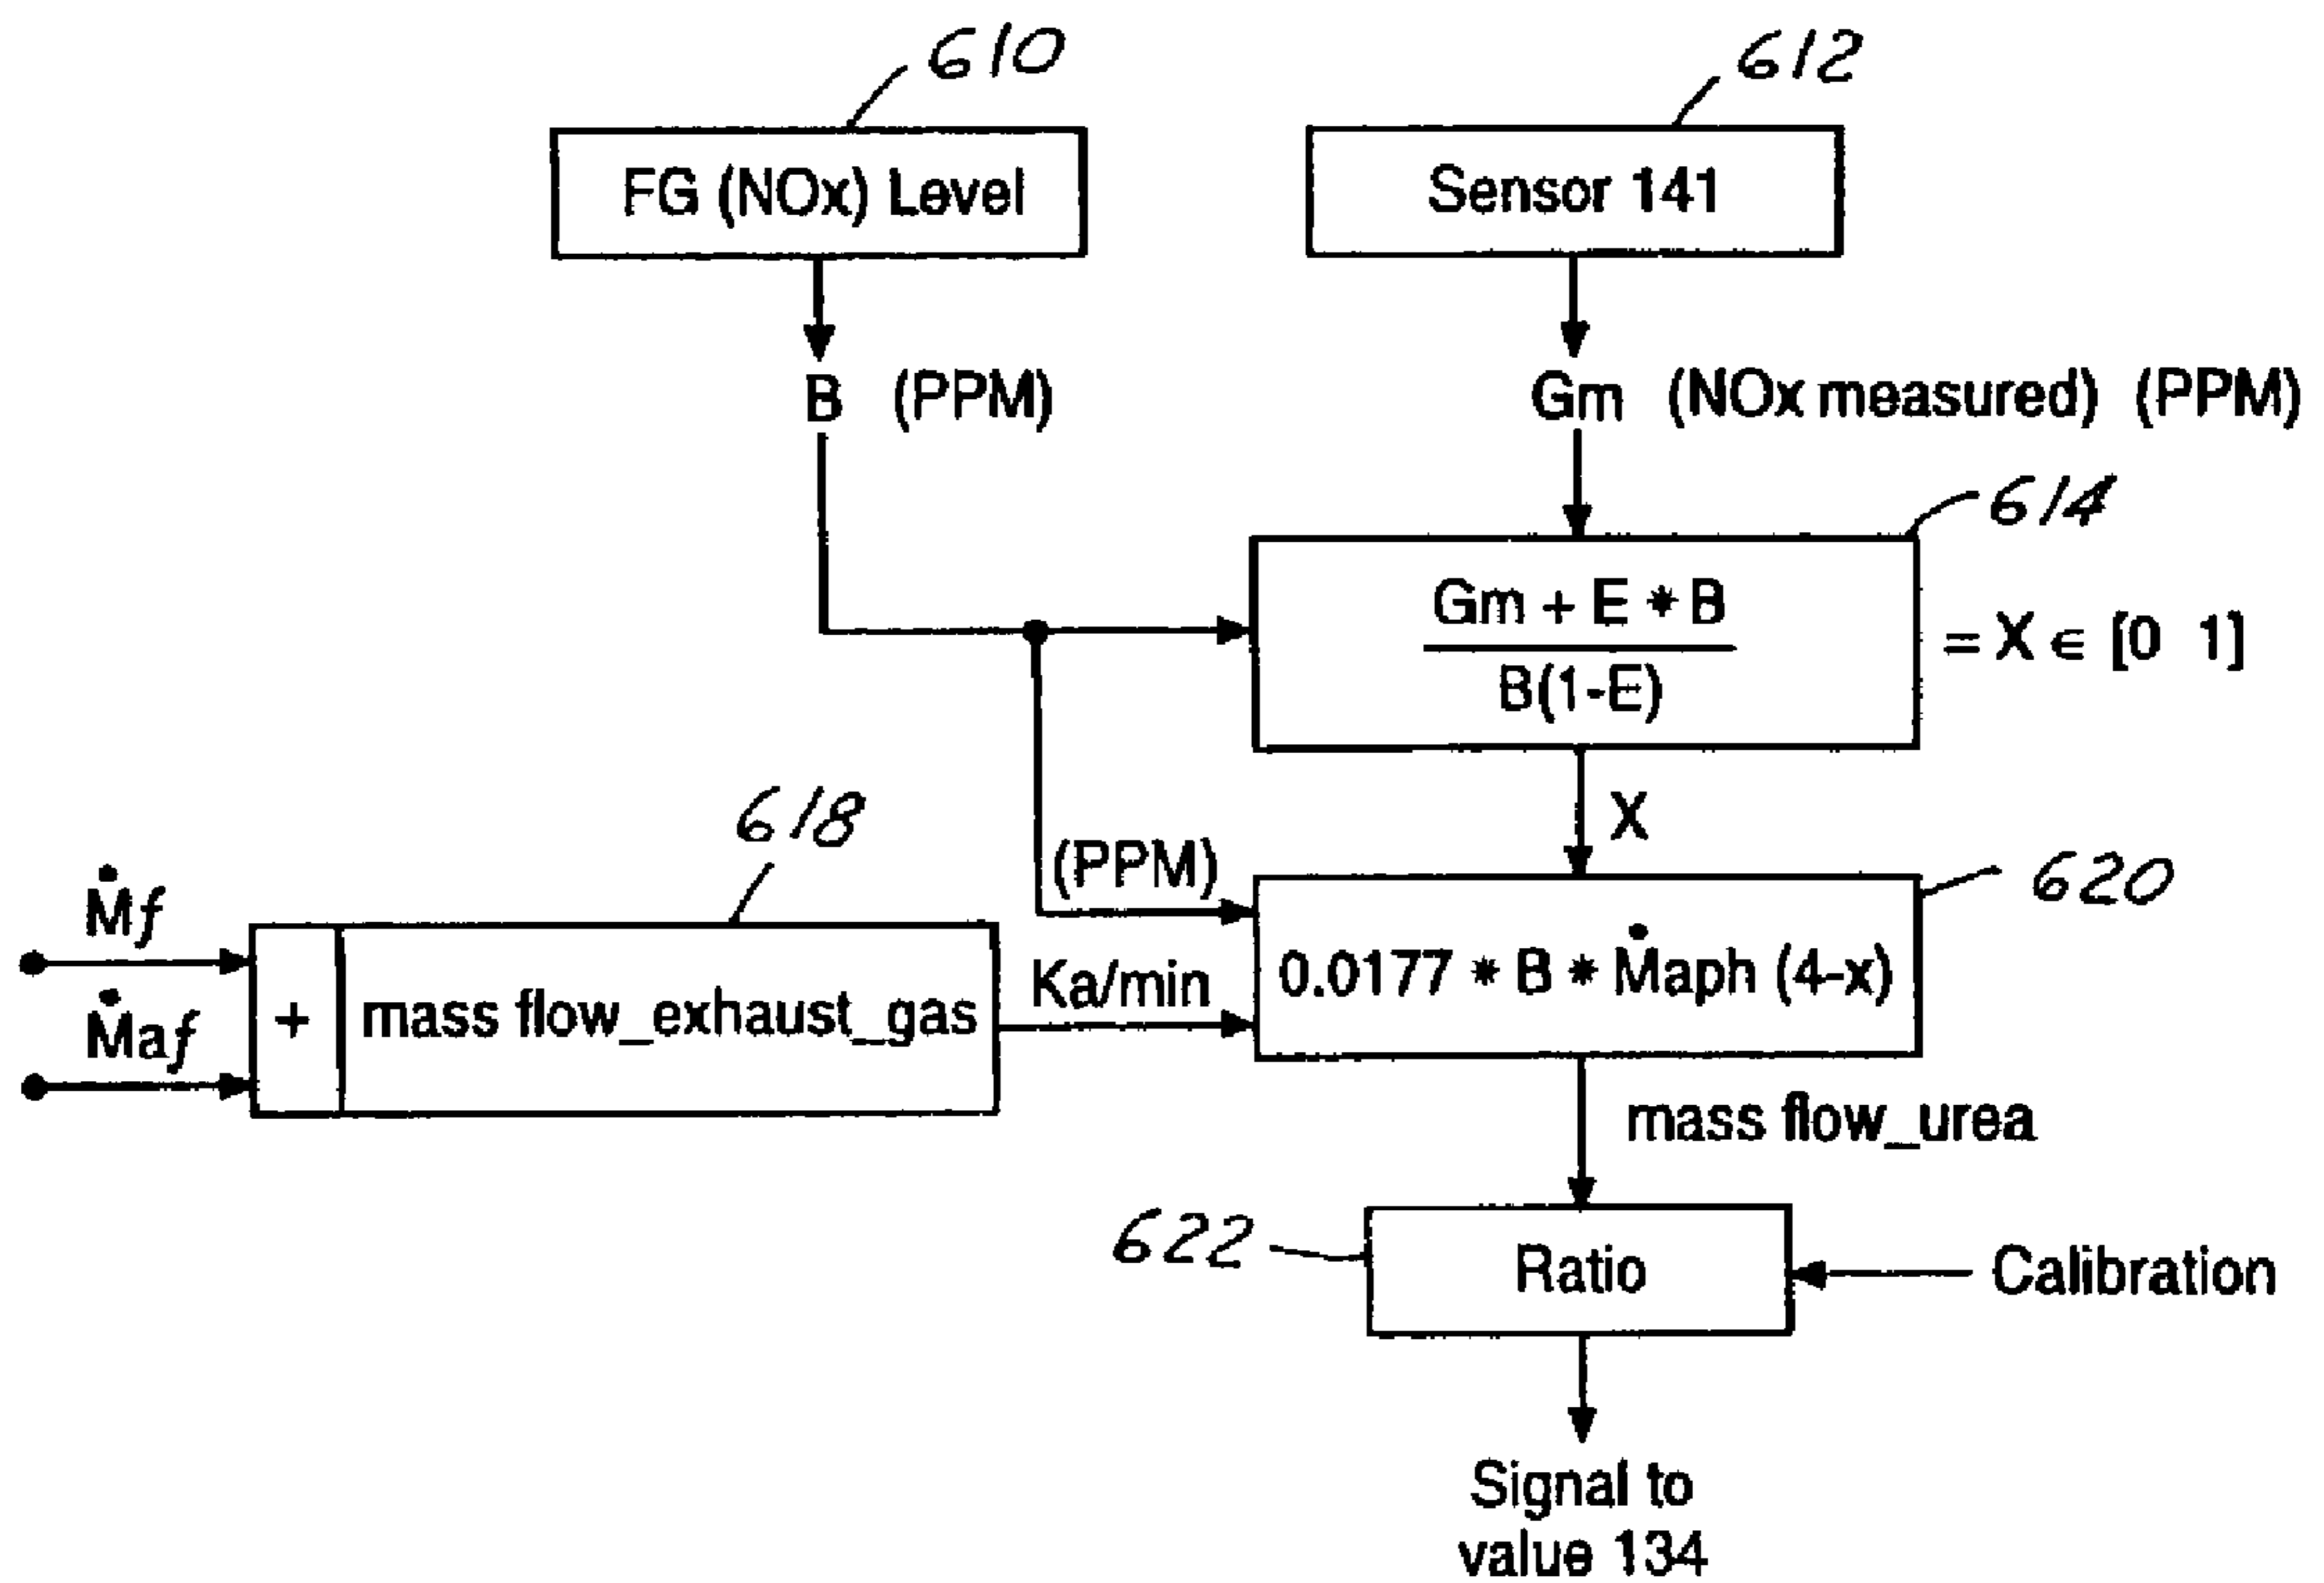 610
612
FG (NOx) Level
Sensor 141
B (PPM)
Gm (NOx measured) (PPM)
614
Gm + E * B
B(1-E)
= X ∈ [0 1]
X
618
(PPM)
620
Ṁf
Ṁaf
+
mass flow_exhaust_gas
Ka/min
0.0177 * B * Ṁaph (4-x)
mass flow_urea
622
Ratio
Calibration
Signal to
value 134